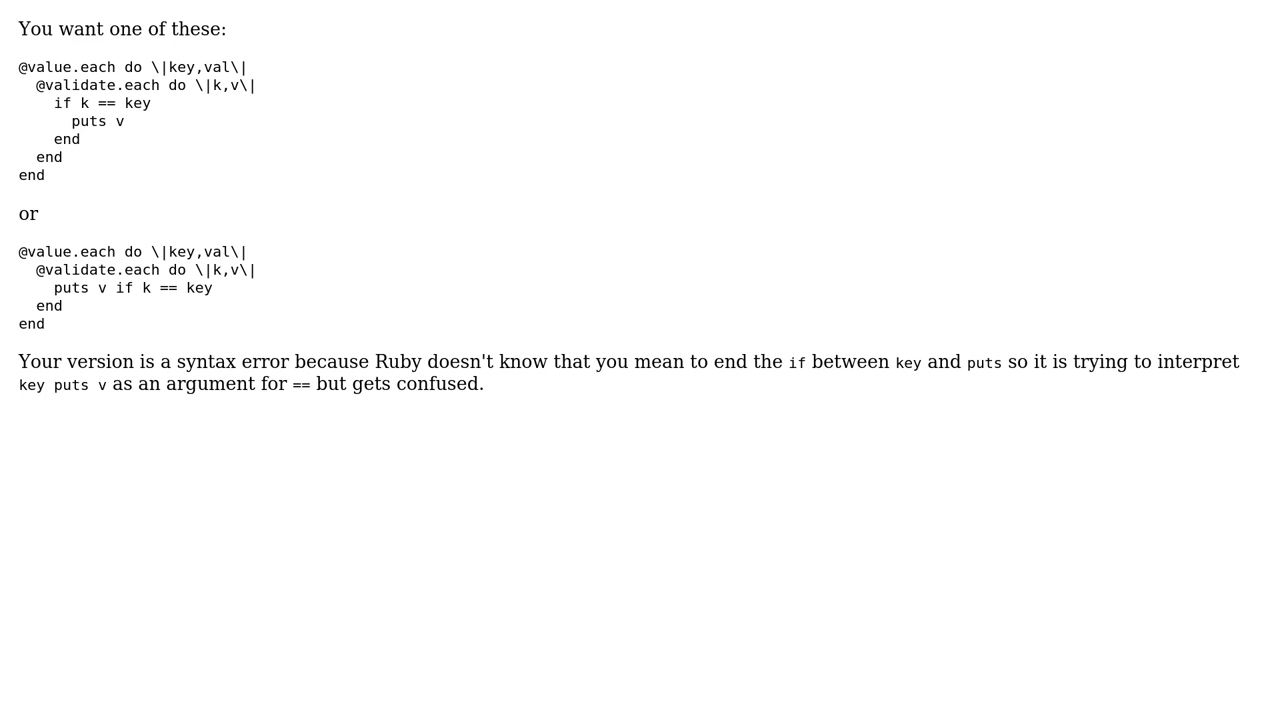 You want one of these:
@value.each do \|key,val\|
  @validate.each do \|k,v\|
    if k == key
      puts v
    end
  end
end
or
@value.each do \|key,val\|
  @validate.each do \|k,v\|
    puts v if k == key
  end
end
Your version is a syntax error because Ruby doesn't know that you mean to end the if between key and puts so it is trying to interpret
key puts v as an argument for == but gets confused.